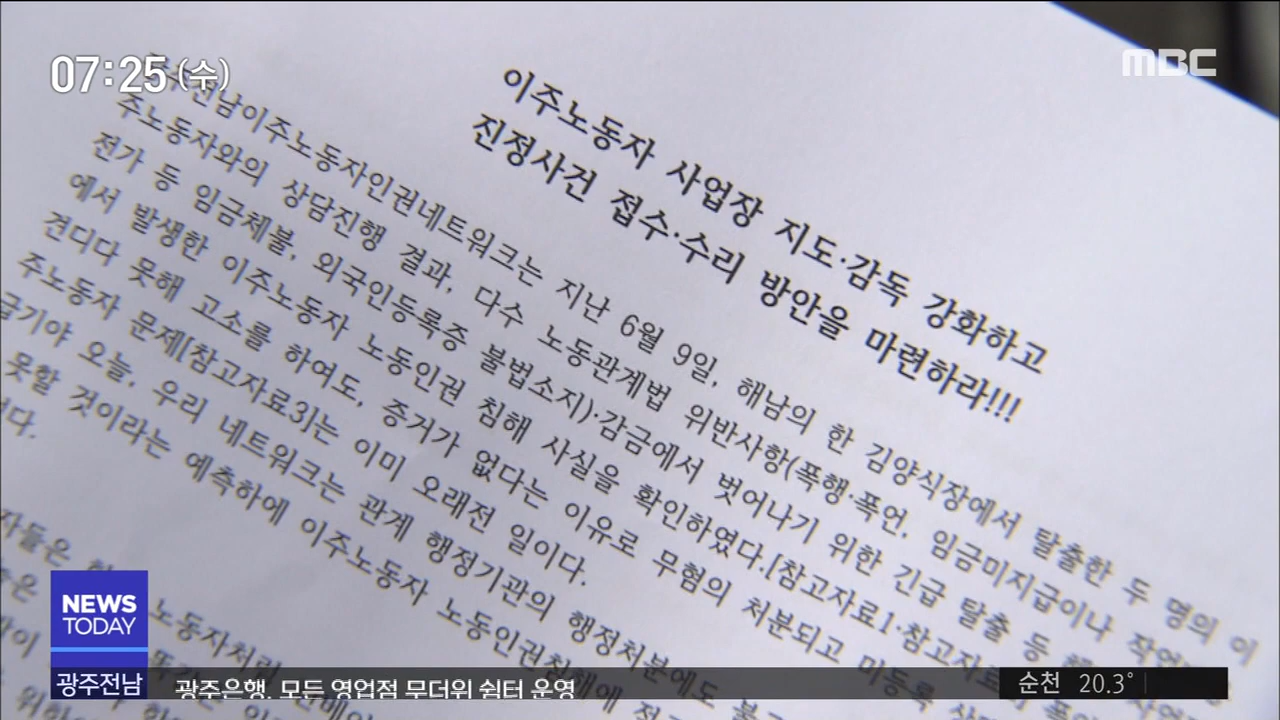 07:25 (수)
MBC
이주노동자 사업장 지도·감독 강화하고
진정사건 접수·수리 방안을 마련하라!!!
전남이주노동자인권네트워크는 지난 6월 9일, 해남의 한 김양식장에서 탈출한 두 명의 이
주노동자와의 상담진행 결과, 다수 노동관계법 위반사항(폭행·폭언, 임금미지급이나
전가 등 임금체불, 외국인등록증 불법소지)·감금에서 벗어나기 위한 긴급 탈출 등
에서 발생한 이주노동자 노동인권 침해 사실을 확인하였다.[참고자료1·
견디다 못해 고소를 하여도, 증거가 없다는 이유로 무혐의 처분되고 미등록
주노동자 문제[참고자료3]는 이미 오래전 일이다.
급기야 오늘, 우리 네트워크는 관계 행정기관의 행정처분에도
못할 것이라는 예측하에 이주노동자 노동인권침해에
NEWS
TODAY
광주전남
광주은행, 모든 영업점 무더위 쉼터 운영
순천 20.3°